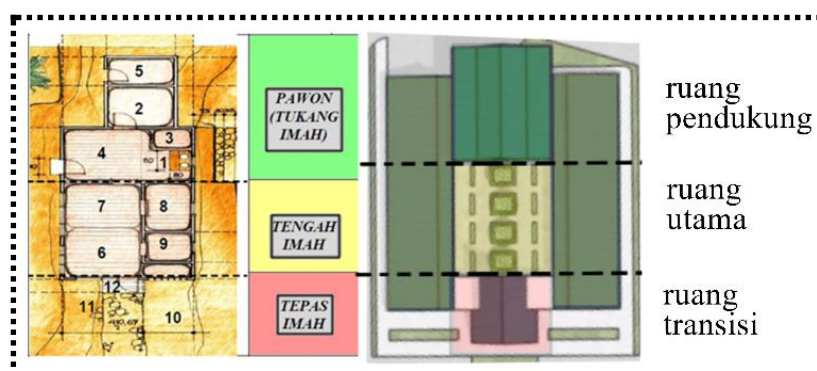 5
2
3
4
1
7
8
6
9
12
11
10
PAWON
(TUKANG
IMAH)
TENGAH
IMAH
TEPAS
IMAH
ruang
pendukung
ruang
utama
ruang
transisi